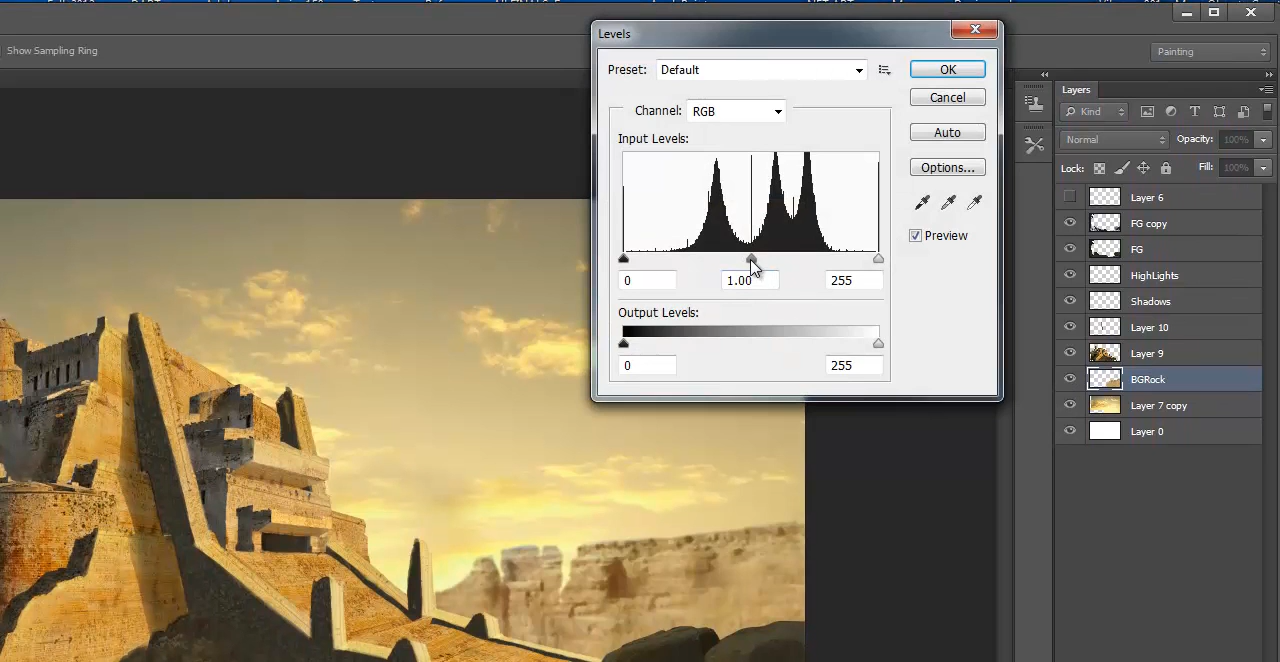 Show Sampling Ring
Painting
Levels
Preset: Default
OK
Cancel
Auto
Options...
Preview
Channel: RGB
Input Levels:
0 1.00 255
Output Levels:
0 255
Layers
Kind
Normal Opacity: 100%
Lock: Fill: 100%
Layer 6
FG copy
FG
HighLights
Shadows
Layer 10
Layer 9
BGRock
Layer 7 copy
Layer 0